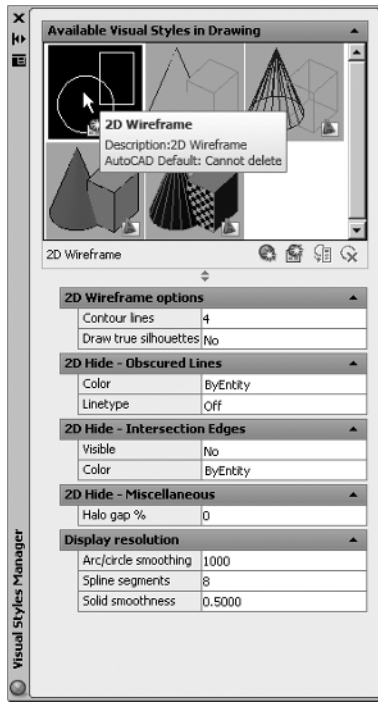 Available Visual Styles in Drawing
2D Wireframe
Description:2D Wireframe
AutoCAD Default: Cannot delete
2D Wireframe
2D Wireframe options
Contour lines 4
Draw true silhouettes No
2D Hide - Obscured Lines
Color ByEntity
Linetype Off
2D Hide - Intersection Edges
Visible No
Color ByEntity
2D Hide - Miscellaneous
Halo gap % 0
Display resolution
Arc/circle smoothing 1000
Spline segments 8
Solid smoothness 0.5000
Visual Styles Manager